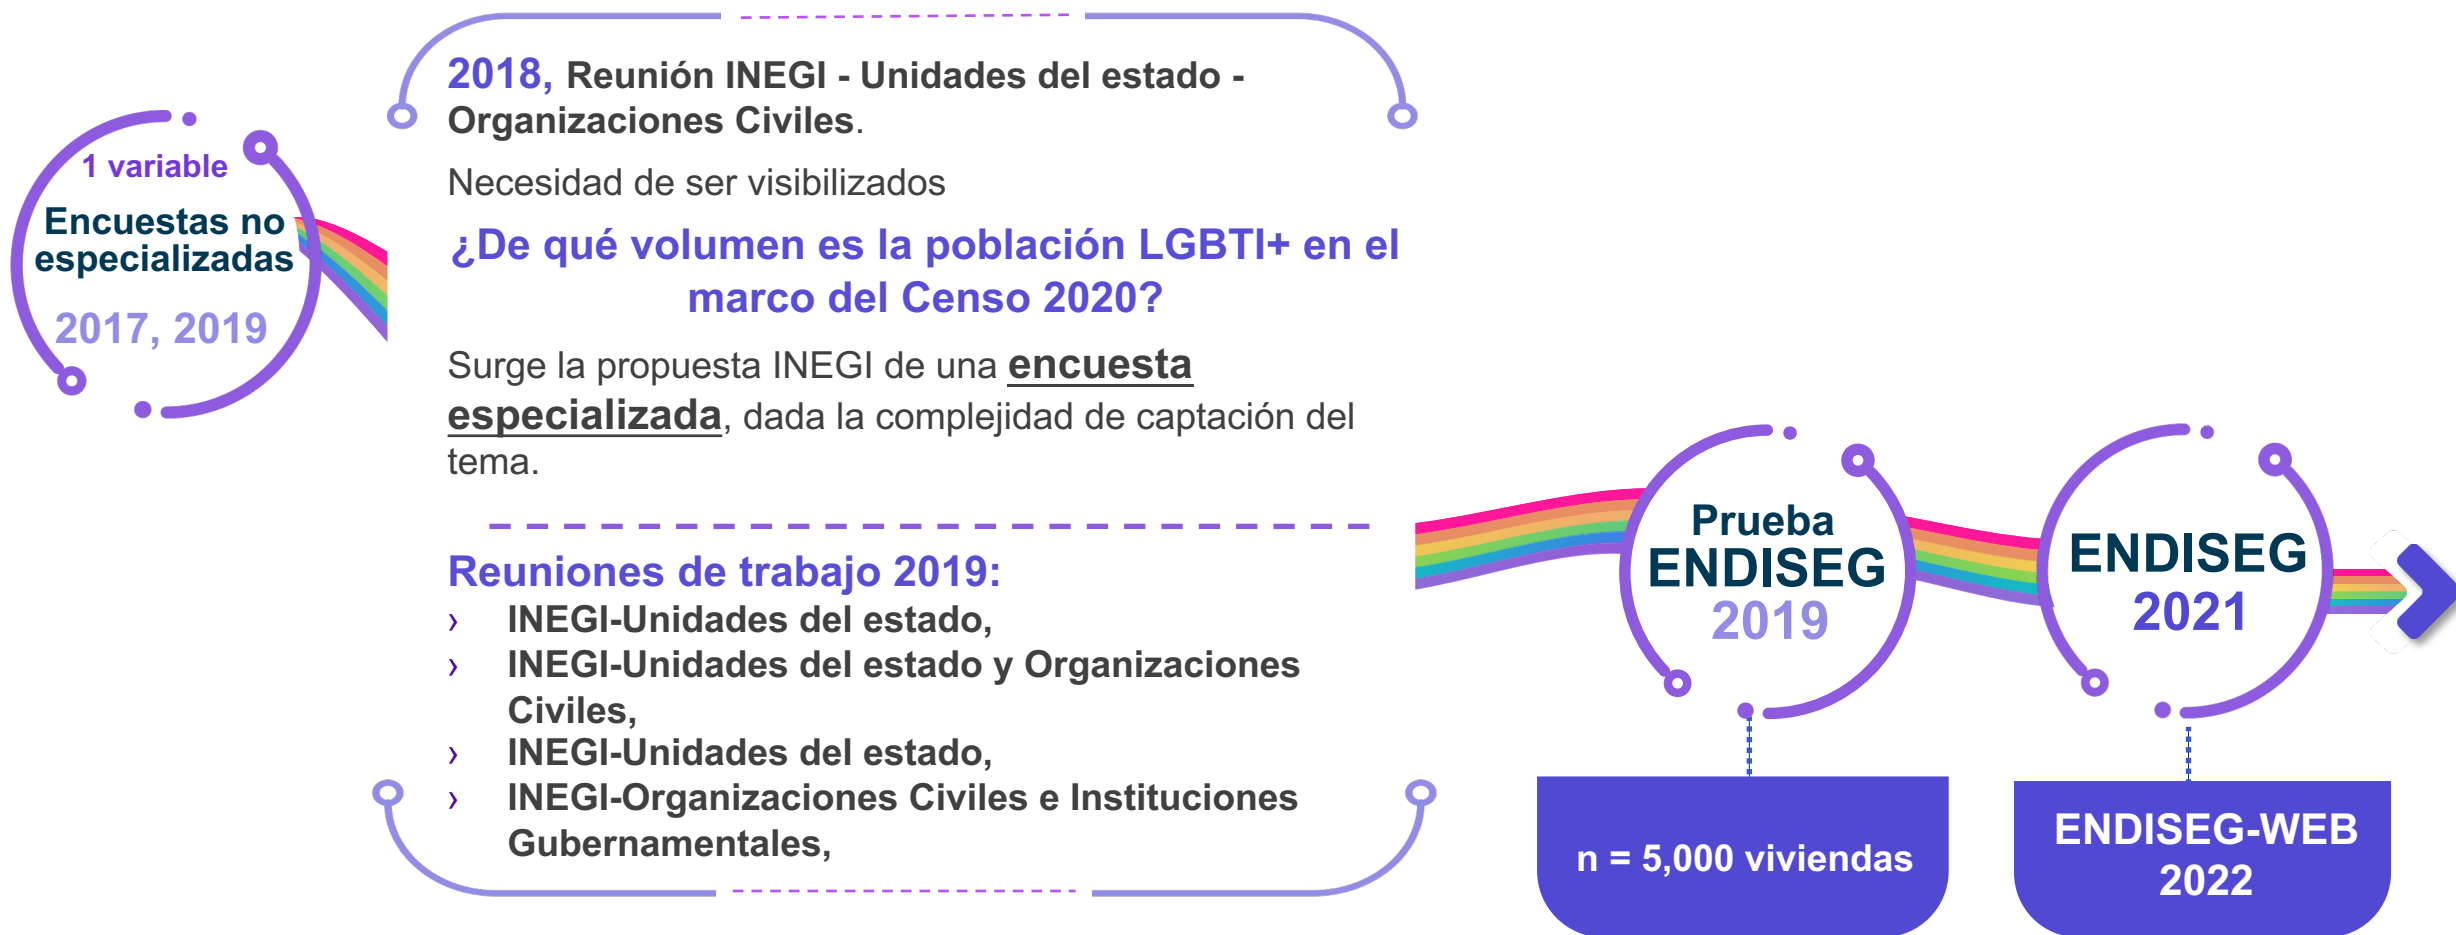 1 variable
Encuestas no
especializadas
2017, 2019
2018, Reunión INEGI - Unidades del estado -
Organizaciones Civiles.
Necesidad de ser visibilizados
¿De qué volumen es la población LGBTI+ en el
marco del Censo 2020?
Surge la propuesta INEGI de una encuesta
especializada, dada la complejidad de captación del
tema.
Reuniones de trabajo 2019:
› INEGI-Unidades del estado,
› INEGI-Unidades del estado y Organizaciones
Civiles,
› INEGI-Unidades del estado,
› INEGI-Organizaciones Civiles e Instituciones
Gubernamentales,
Prueba
ENDISEG
2019
n = 5,000 viviendas
ENDISEG
2021
ENDISEG-WEB
2022